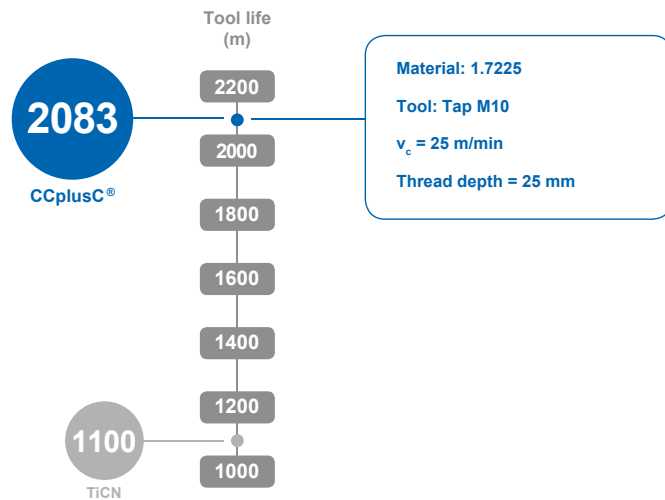 Tool life
(m)
2200
2083
2000
CCplusC®
1800
1600
1400
1200
1100
1000
TiCN
Material: 1.7225
Tool: Tap M10
vc = 25 m/min
Thread depth = 25 mm